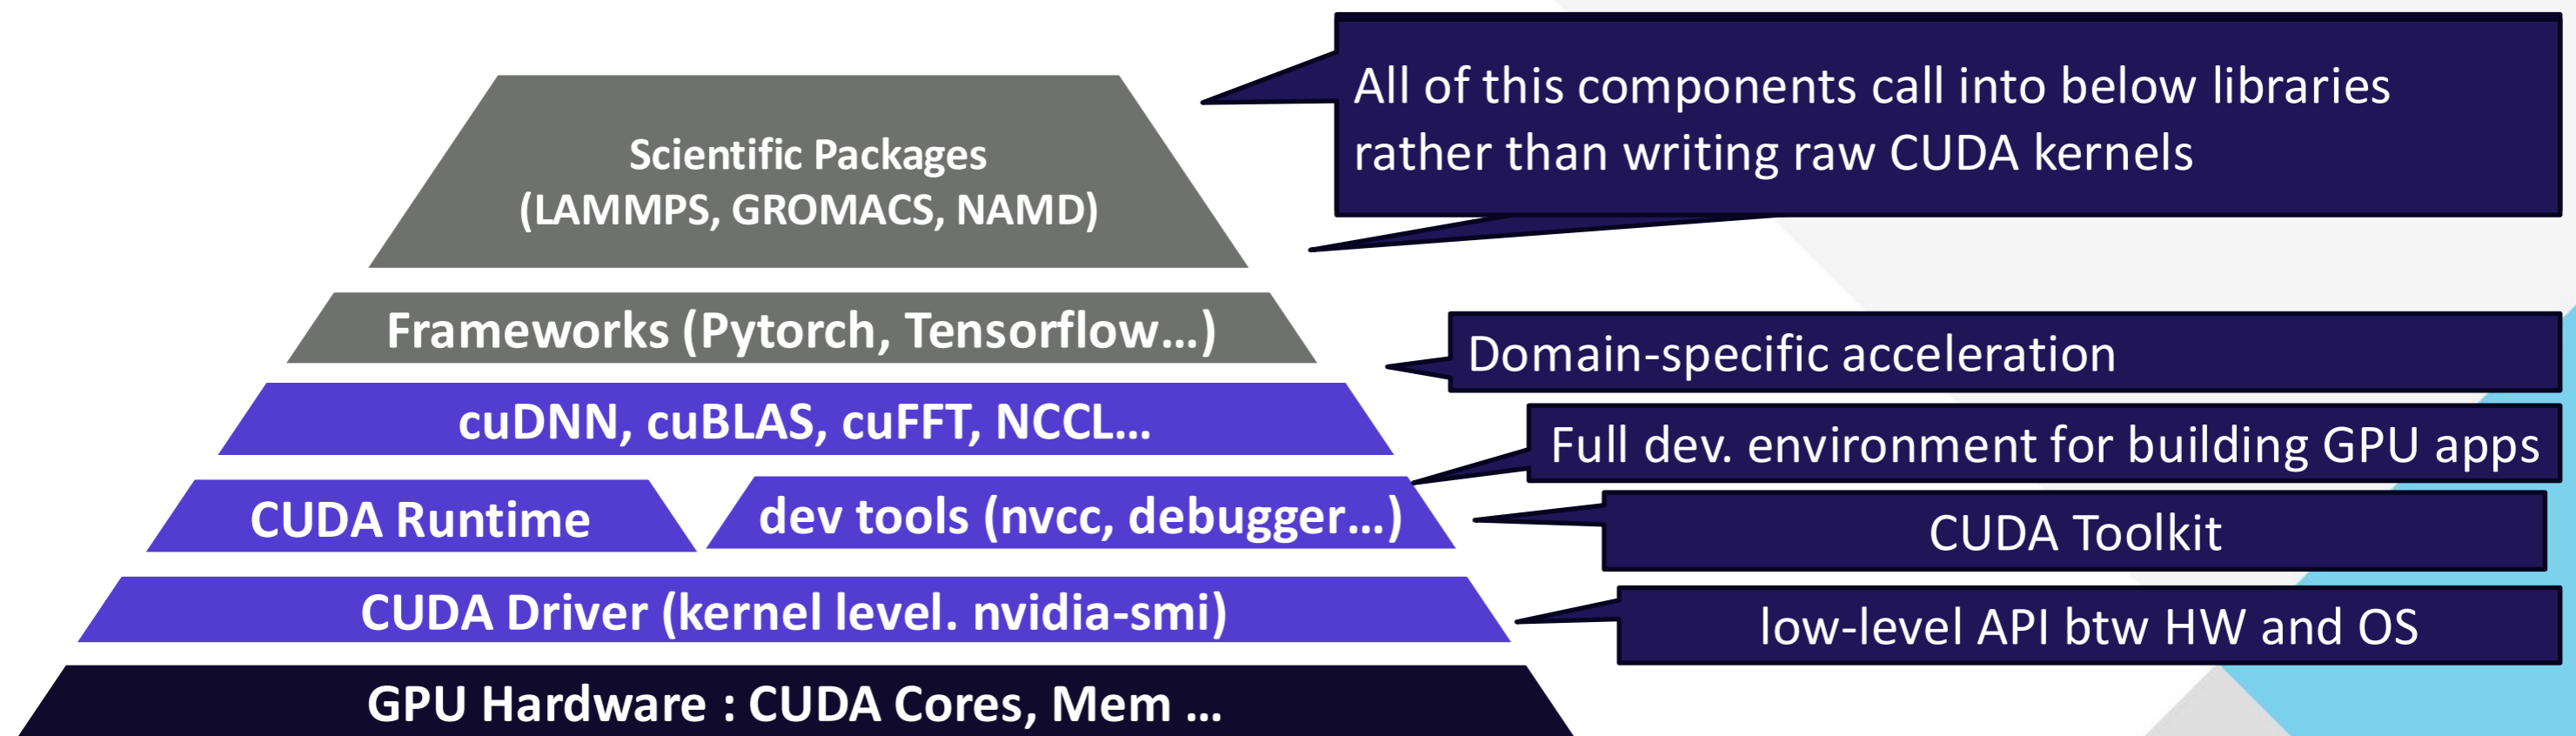 All of this components call into below libraries
rather than writing raw CUDA kernels
Scientific Packages
(LAMMPS, GROMACS, NAMD)
Frameworks (Pytorch, Tensorflow...)
Domain-specific acceleration
cuDNN, cuBLAS, cuFFT, NCCL...
Full dev. environment for building GPU apps
CUDA Runtime
dev tools (nvcc, debugger...)
CUDA Toolkit
CUDA Driver (kernel level. nvidia-smi)
low-level API btw HW and OS
GPU Hardware : CUDA Cores, Mem ...